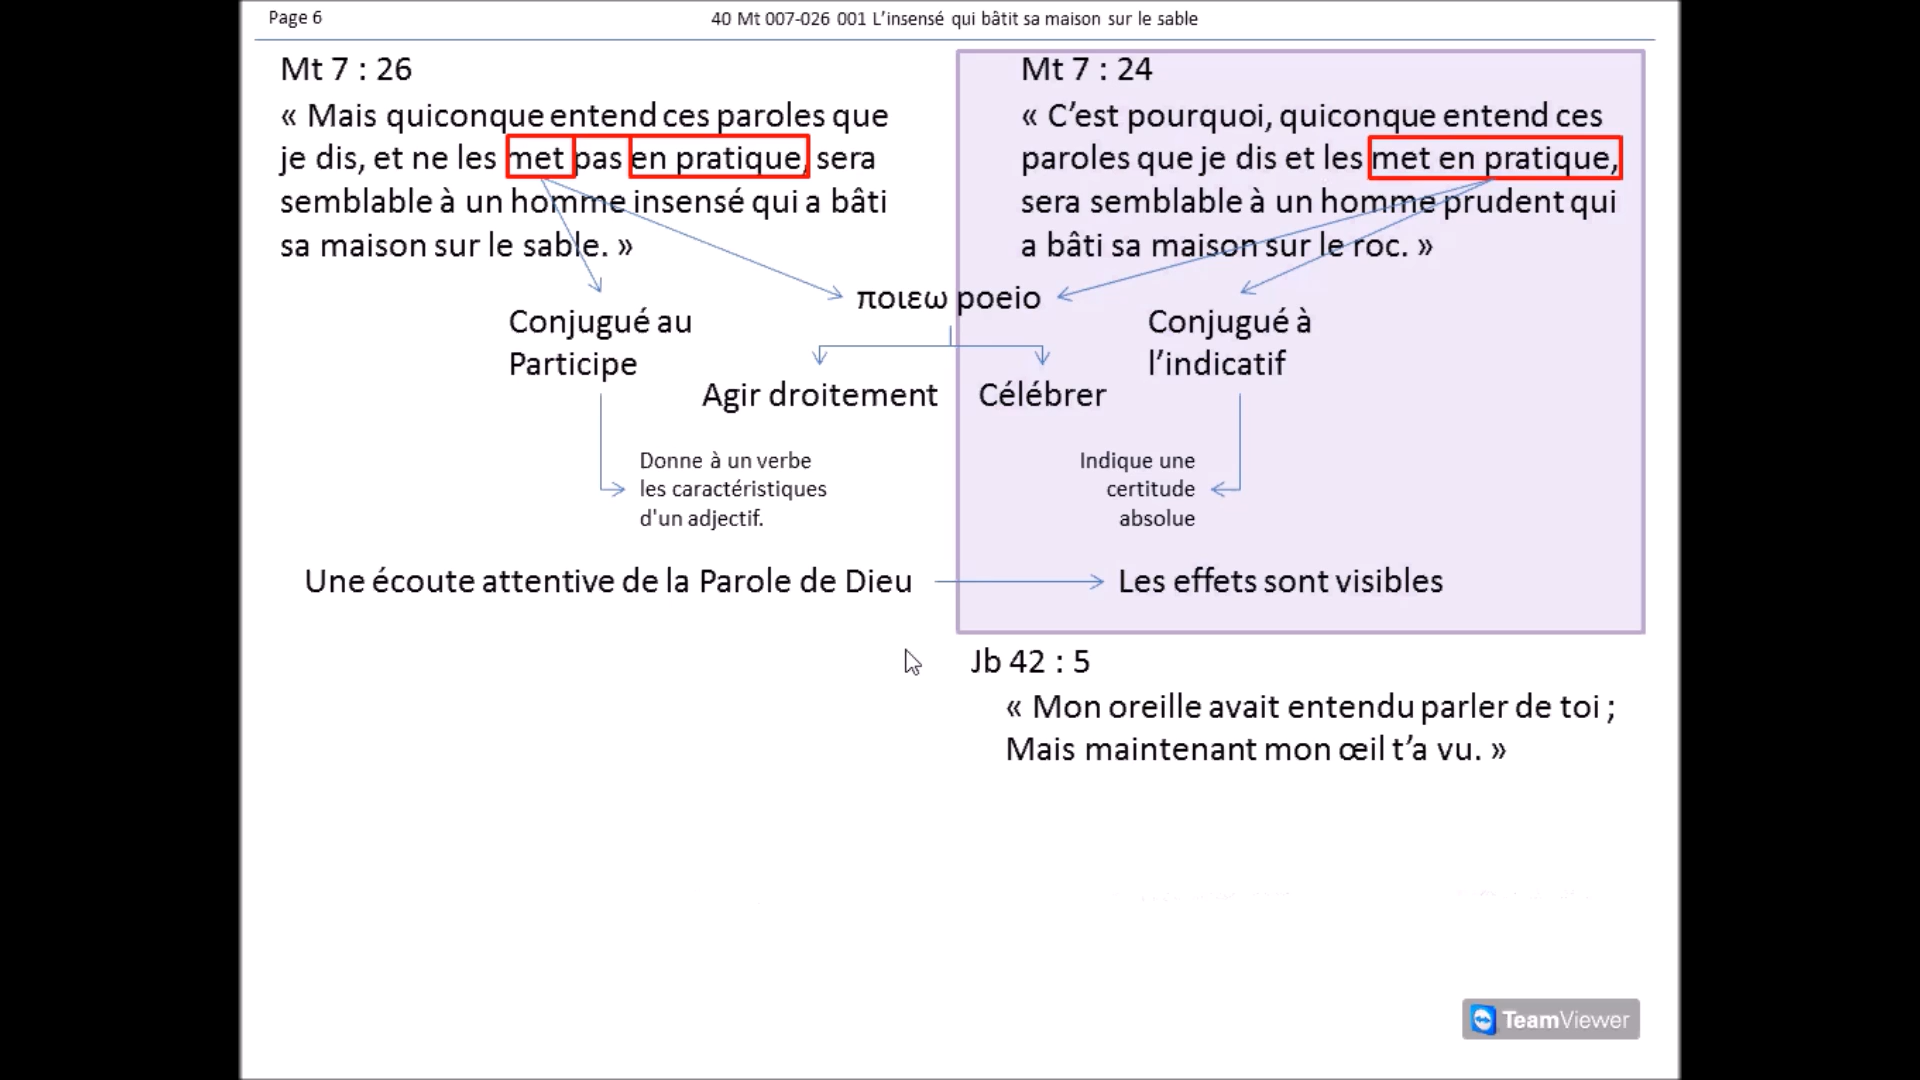 Page 6
40 Mt 007-026 001 L’insensé qui bâtit sa maison sur le sable
Mt 7 : 26
« Mais quiconque entend ces paroles que
je dis, et ne les met pas en pratique, sera
semblable à un homme insensé qui a bâti
sa maison sur le sable. »
Mt 7 : 24
« C’est pourquoi, quiconque entend ces
paroles que je dis et les met en pratique,
sera semblable à un homme prudent qui
a bâti sa maison sur le roc. »
ποιεω poeio
Conjugué au
Participe
Conjugué à
l’indicatif
Agir droitement
Célébrer
Donne à un verbe
les caractéristiques
d'un adjectif.
Indique une
certitude
absolue
Une écoute attentive de la Parole de Dieu
Les effets sont visibles
Jb 42 : 5
« Mon oreille avait entendu parler de toi ;
Mais maintenant mon œil t’a vu. »
TeamViewer